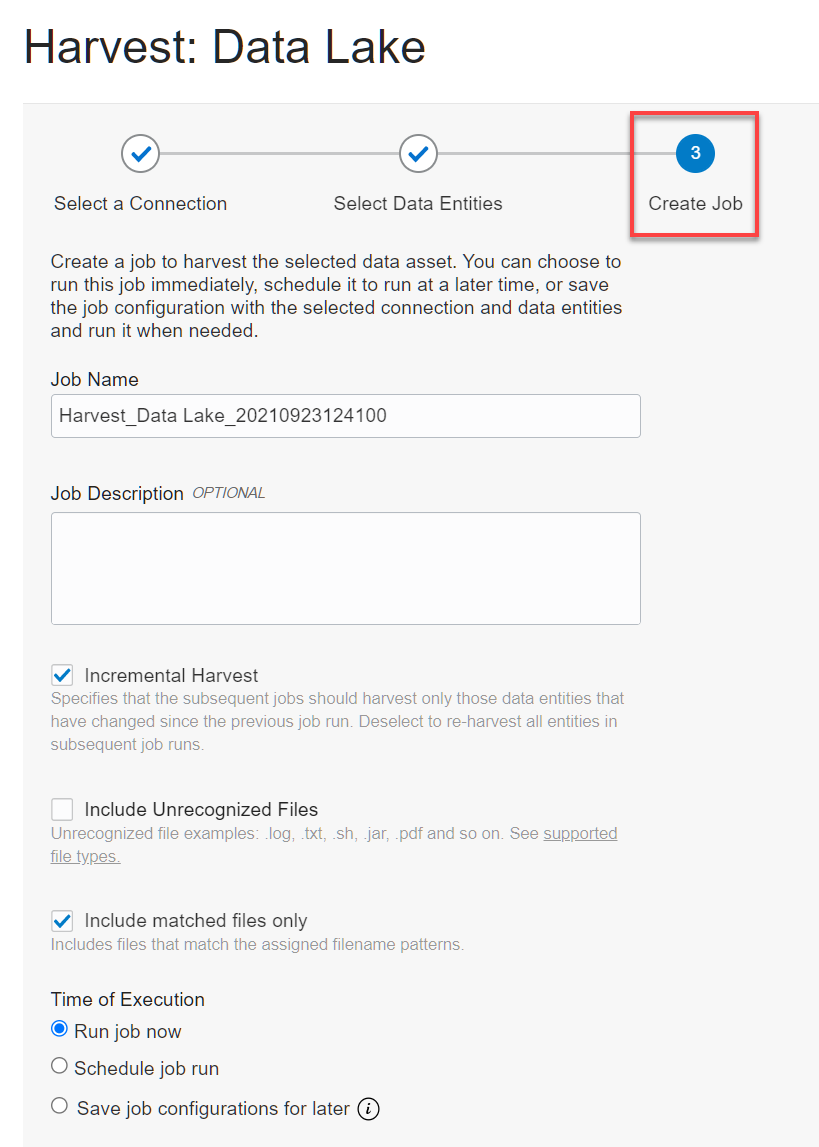 Harvest: Data Lake
3
Select a Connection
Select Data Entities
Create Job
Create a job to harvest the selected data asset. You can choose to
run this job immediately, schedule it to run at a later time, or save
the job configuration with the selected connection and data entities
and run it when needed.
Job Name
Harvest_Data Lake_20210923124100
Job Description OPTIONAL
Incremental Harvest
Specifies that the subsequent jobs should harvest only those data entities that
have changed since the previous job run. Deselect to re-harvest all entities in
subsequent job runs.
Include Unrecognized Files
Unrecognized file examples: .log, .txt, .sh, .jar, .pdf and so on. See supported
file types.
Include matched files only
Includes files that match the assigned filename patterns.
Time of Execution
Run job now
Schedule job run
Save job configurations for later i